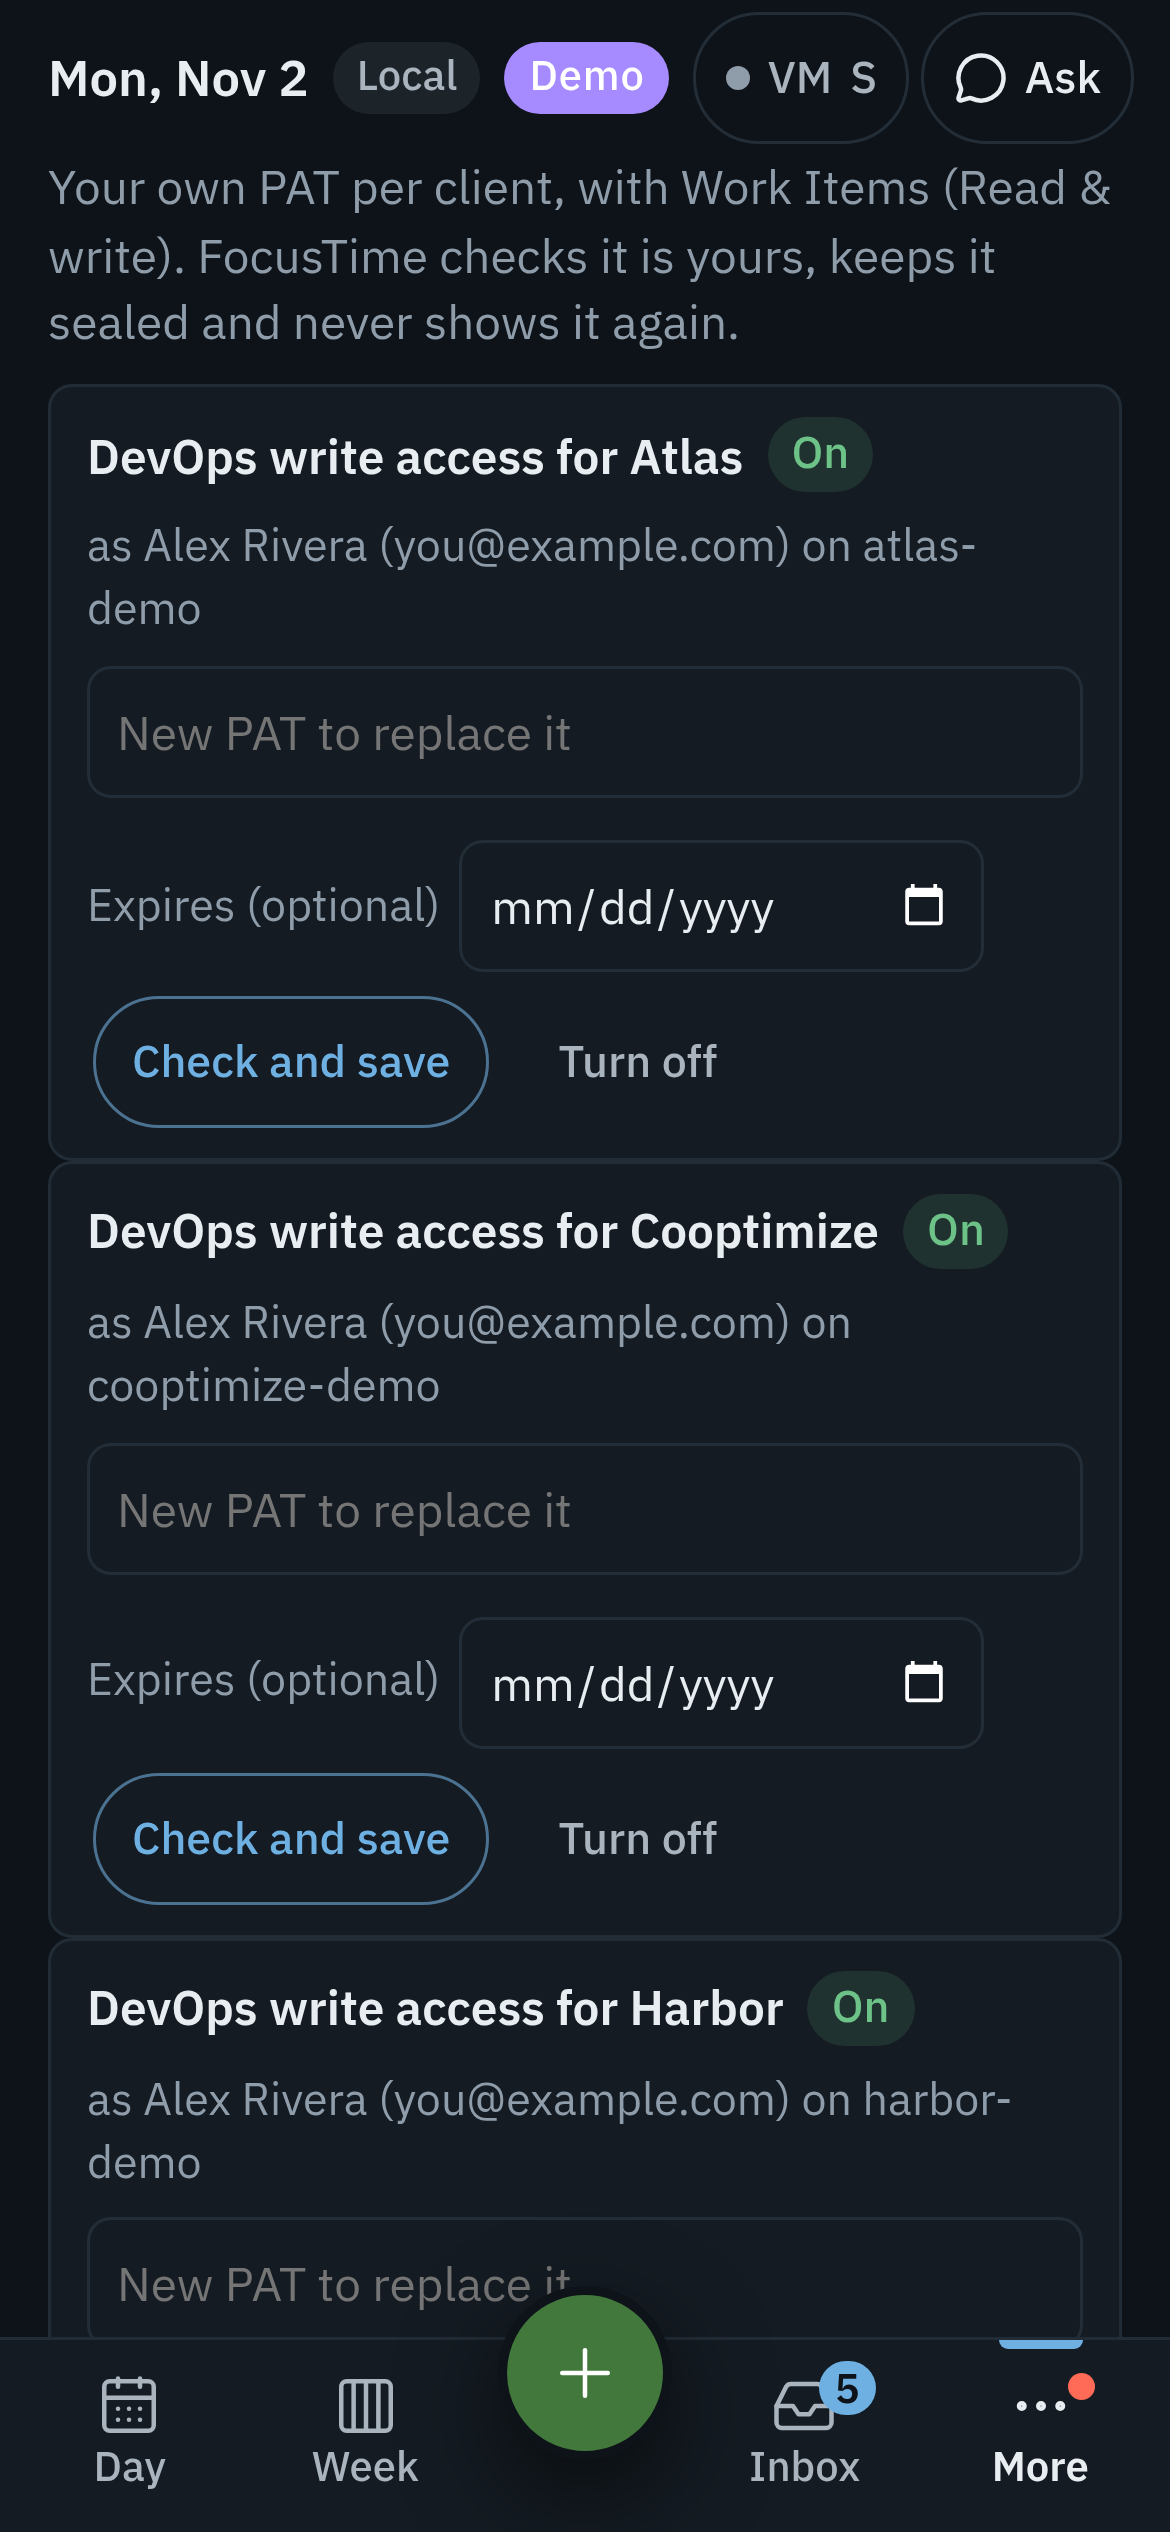 Mon, Nov 2 Local Demo VM S Ask
Your own PAT per client, with Work Items (Read &
write). FocusTime checks it is yours, keeps it
sealed and never shows it again.
DevOps write access for Atlas On
as Alex Rivera (you@example.com) on atlas-
demo
New PAT to replace it
Expires (optional) mm/dd/yyyy
Check and save Turn off
DevOps write access for Cooptimize On
as Alex Rivera (you@example.com) on
cooptimize-demo
New PAT to replace it
Expires (optional) mm/dd/yyyy
Check and save Turn off
DevOps write access for Harbor On
as Alex Rivera (you@example.com) on harbor-
demo
New PAT to replace it
5
Day Week Inbox More